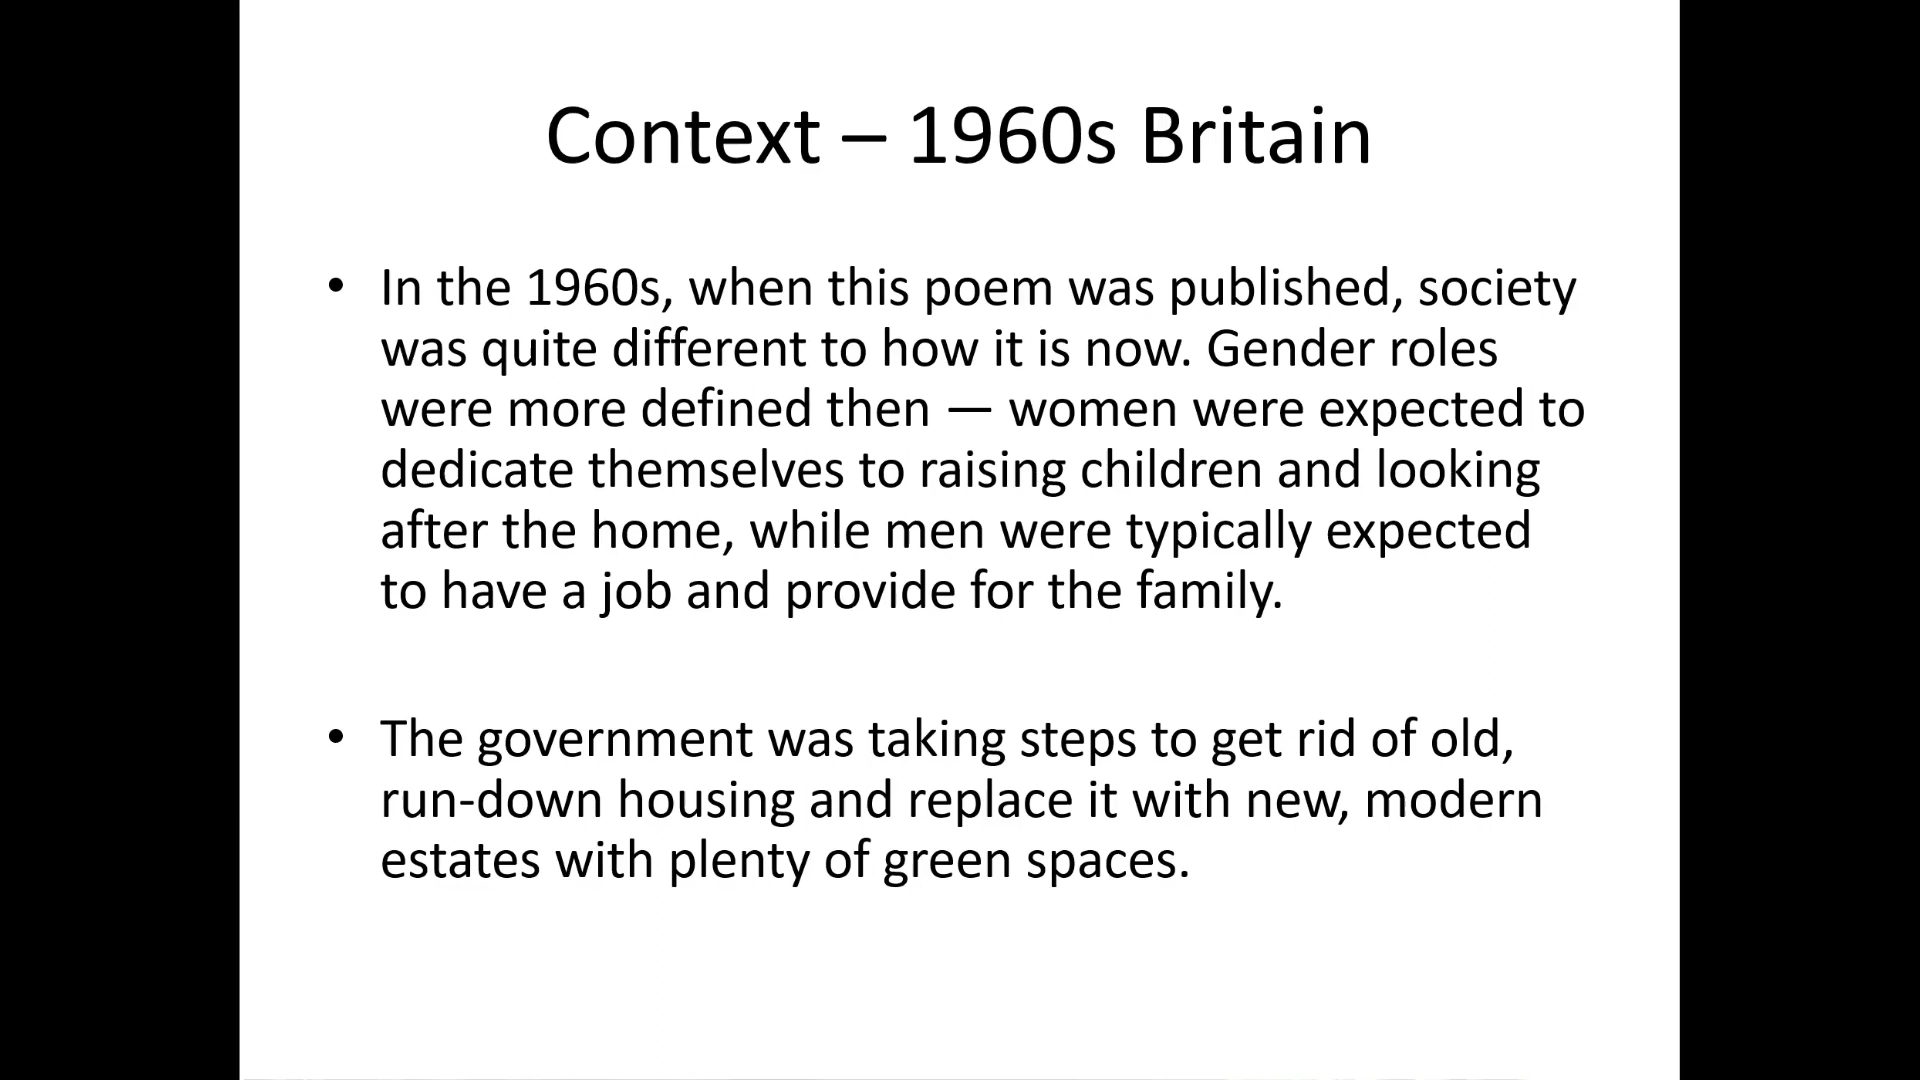 Context – 1960s Britain
• In the 1960s, when this poem was published, society
was quite different to how it is now. Gender roles
were more defined then — women were expected to
dedicate themselves to raising children and looking
after the home, while men were typically expected
to have a job and provide for the family.
• The government was taking steps to get rid of old,
run-down housing and replace it with new, modern
estates with plenty of green spaces.